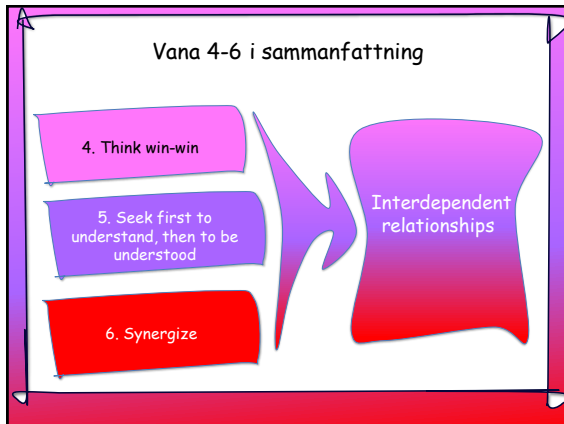 Vana 4-6 i sammanfattning
4. Think win-win
5. Seek first to
understand, then to be
understood
6. Synergize
Interdependent
relationships